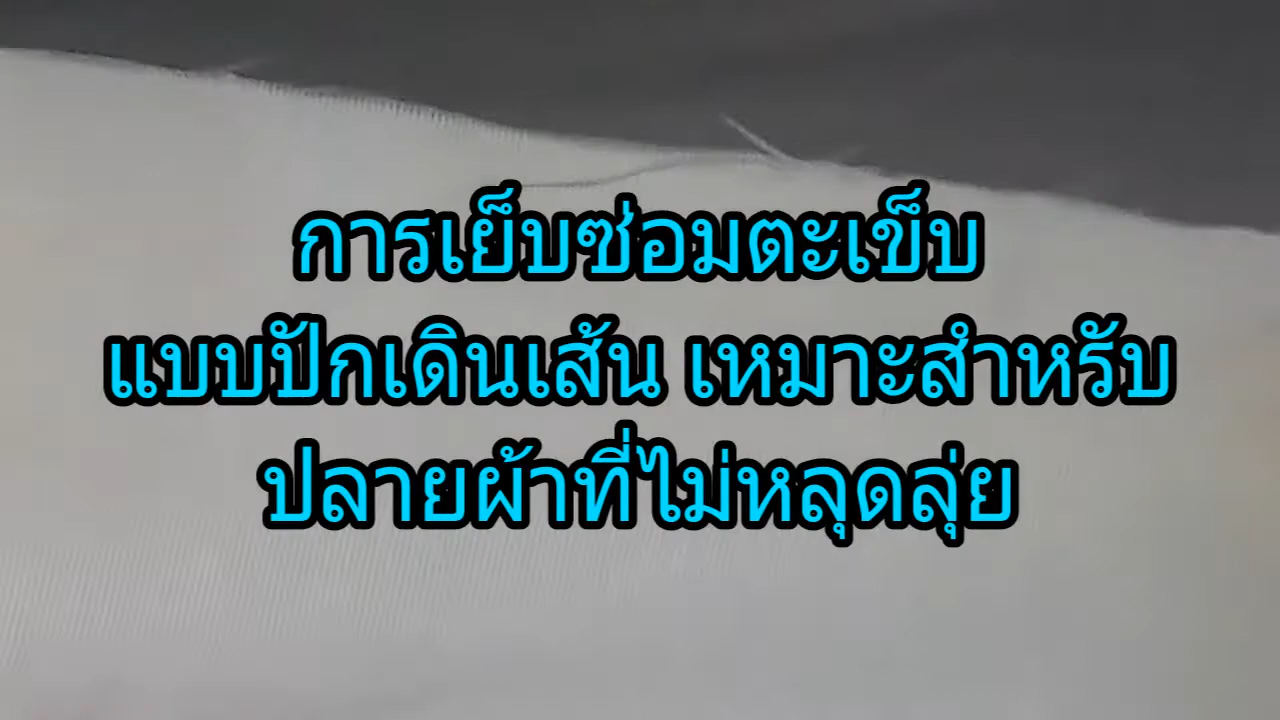 การเย็บซ่อมตะเข็บ
แบบปักเดินเส้น เหมาะสำหรับ
ปลายผ้าที่ไม่หลุดลุ่ย